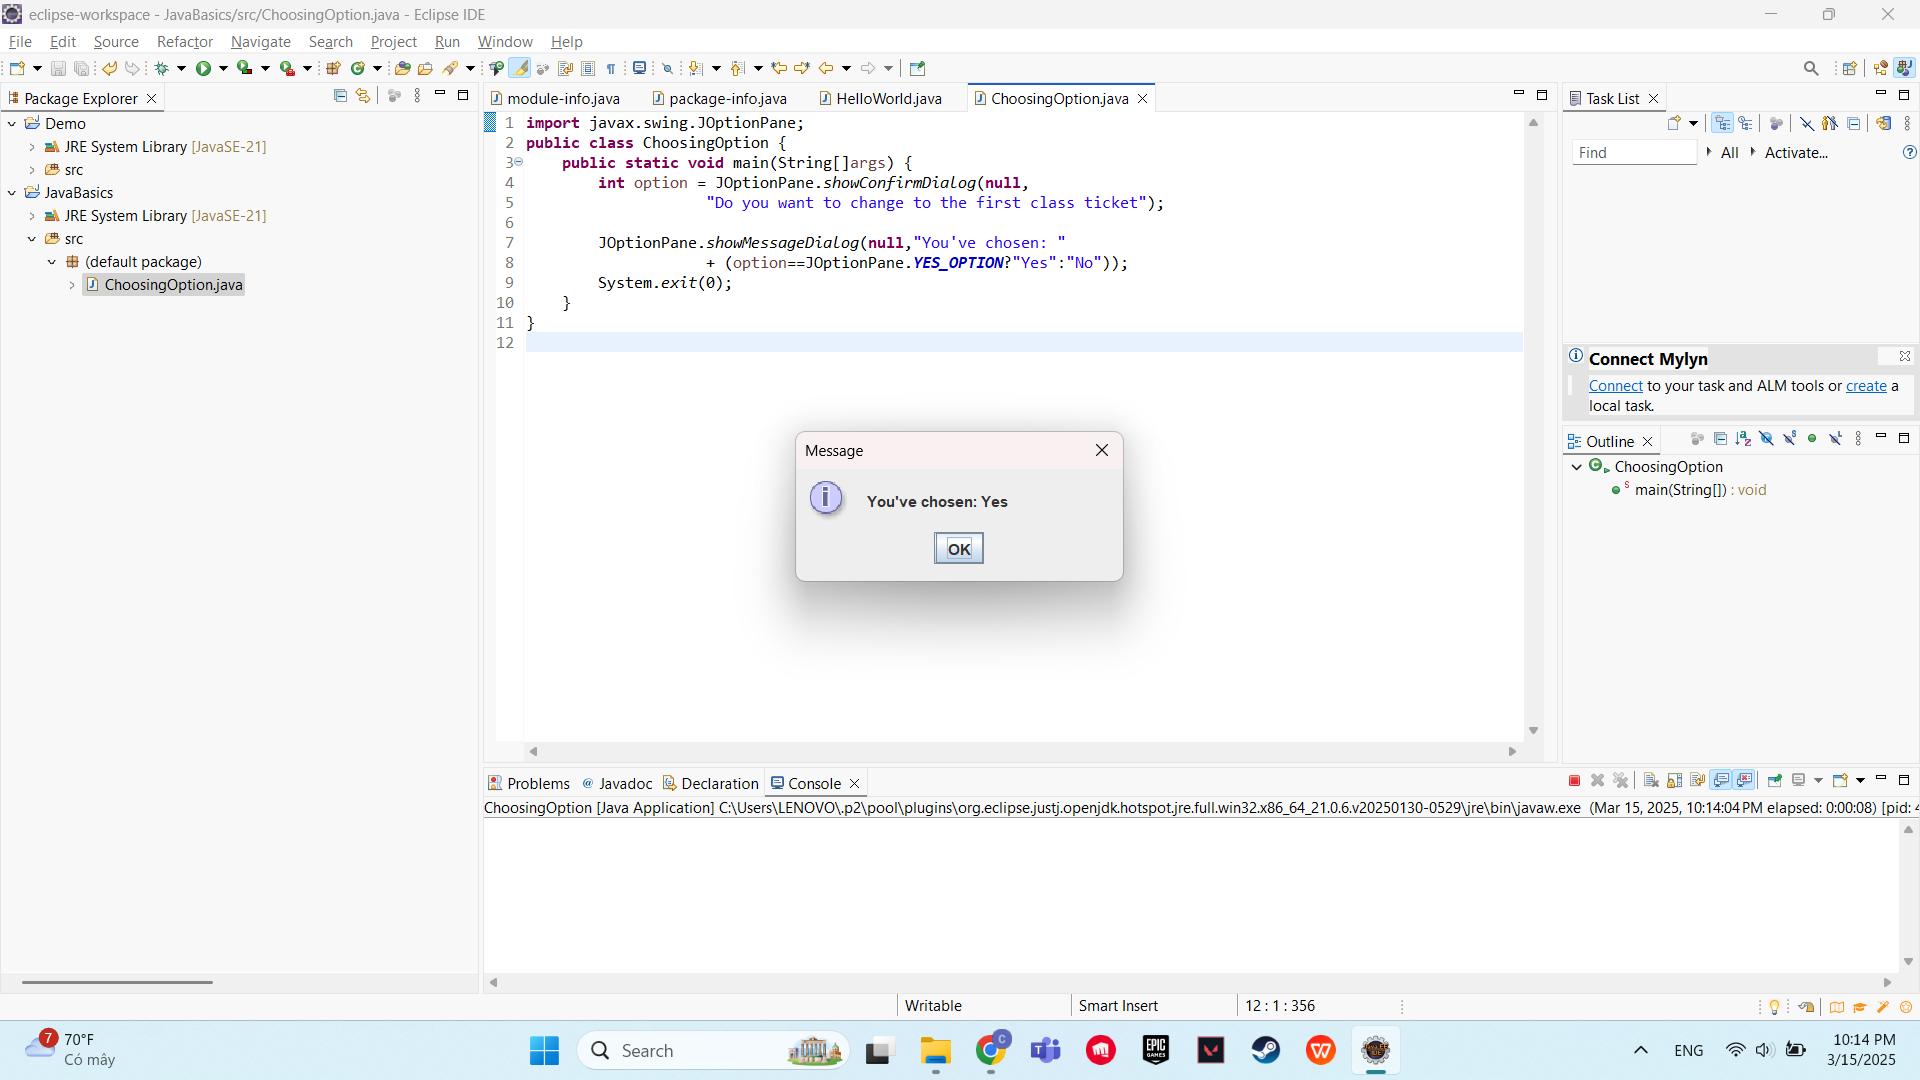 eclipse-workspace - JavaBasics/src/ChoosingOption.java - Eclipse IDE
File Edit Source Refactor Navigate Search Project Run Window Help
Package Explorer
Demo
JRE System Library [JavaSE-21]
src
JavaBasics
JRE System Library [JavaSE-21]
src
(default package)
ChoosingOption.java
module-info.java package-info.java HelloWorld.java ChoosingOption.java
1 import javax.swing.JOptionPane;
2 public class ChoosingOption {
3 public static void main(String[]args) {
4 int option = JOptionPane.showConfirmDialog(null,
5 "Do you want to change to the first class ticket");
6
7 JOptionPane.showMessageDialog(null,"You've chosen: "
8 + (option==JOptionPane.YES_OPTION?"Yes":"No"));
9 System.exit(0);
10 }
11 }
12
Message
You've chosen: Yes
OK
Task List
Find All Activate...
Connect Mylyn
Connect to your task and ALM tools or create a
local task.
Outline
ChoosingOption
main(String[]) : void
Problems Javadoc Declaration Console
ChoosingOption [Java Application] C:\Users\LENOVO\.p2\pool\plugins\org.eclipse.justj.openjdk.hotspot.jre.full.win32.x86_64_21.0.6.v20250130-0529\jre\bin\javaw.exe (Mar 15, 2025, 10:14:04 PM elapsed: 0:00:08) [pid: 4
Writable Smart Insert 12 : 1 : 356
7
70°F
Có mây
Search
C
EPIC
GAMES
ENG
10:14 PM
3/15/2025